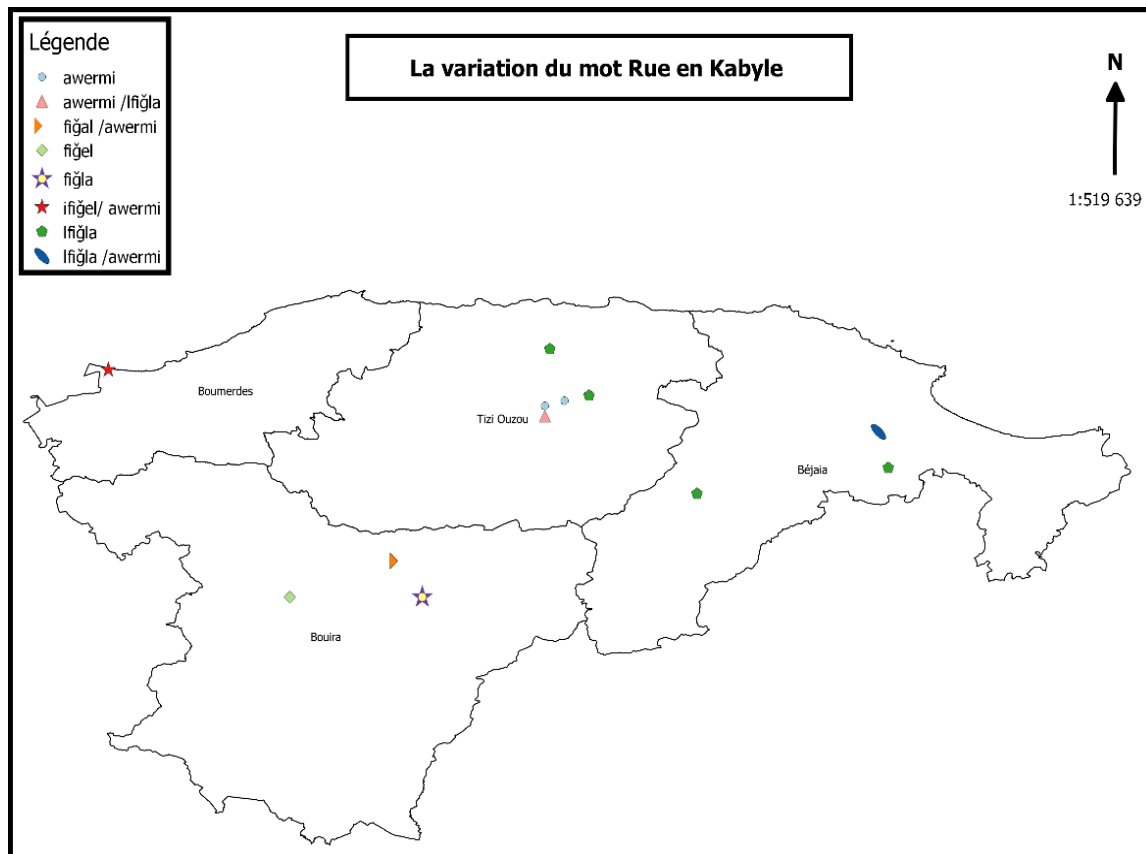 Légende
awermi
awermi /lfiğla
fiğal /awermi
fiğel
fiğla
ifiğel/ awermi
lfiğla
lfiğla /awermi
La variation du mot Rue en Kabyle
N
1:519 639
Boumerdes
Tizi Ouzou
Béjaia
Bouira